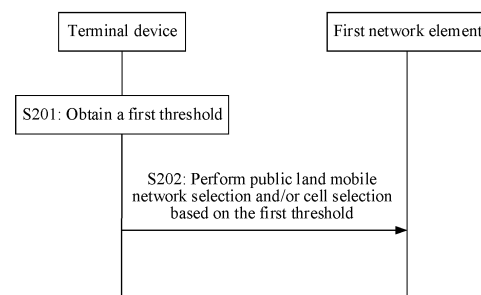 Terminal device
First network element
S201: Obtain a first threshold
S202: Perform public land mobile
network selection and/or cell selection
based on the first threshold